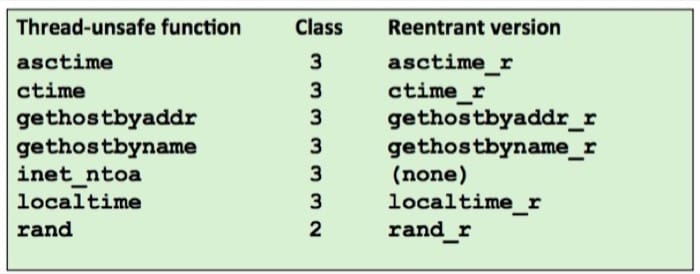 Thread-unsafe function Class Reentrant version
asctime 3 asctime_r
ctime 3 ctime_r
gethostbyaddr 3 gethostbyaddr_r
gethostbyname 3 gethostbyname_r
inet_ntoa 3 (none)
localtime 3 localtime_r
rand 2 rand_r